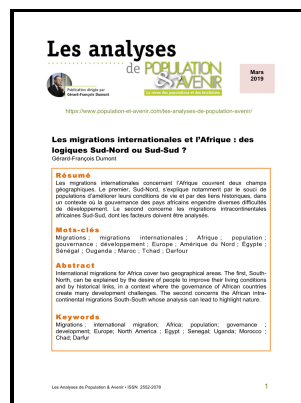 Les analyses
de POPULATION
& AVENIR
Publication dirigée par
Gérard-François Dumont
La revue des populations et des territoires
Mars
2019
https://www.population-et-avenir.com/les-analyses-de-population-avenir/
Les migrations internationales et l'Afrique : des
logiques Sud-Nord ou Sud-Sud ?
Gérard-François Dumont
Résumé
Les migrations internationales concernant l'Afrique couvrent deux champs
géographiques. Le premier, Sud-Nord, s'explique notamment par le souci de
populations d'améliorer leurs conditions de vie et par des liens historiques, dans
un contexte où la gouvernance des pays africains engendre diverses difficultés
de développement. Le second concerne les migrations intracontinentales
africaines Sud-Sud, dont les facteurs doivent être analysés.
Mots-clés
Migrations ; migrations internationales ; Afrique ; population ;
gouvernance ; développement ; Europe ; Amérique du Nord ; Égypte ;
Sénégal ; Ouganda ; Maroc ; Tchad ; Darfour
Abstract
International migrations for Africa cover two geographical areas. The first, South-
North, can be explained by the desire of people to improve their living conditions
and by historical links, in a context where the governance of African countries
create many development challenges. The second concerns the African intra-
continental migrations South-South whose analysis can lead to highlight nature.
Keywords
Migrations ; international migration; Africa; population; governance ;
development; Europe; North America ; Egypt ; Senegal; Uganda; Morocco ;
Chad; Darfur
Les Analyses de Population & Avenir • ISSN 2552-2078
1